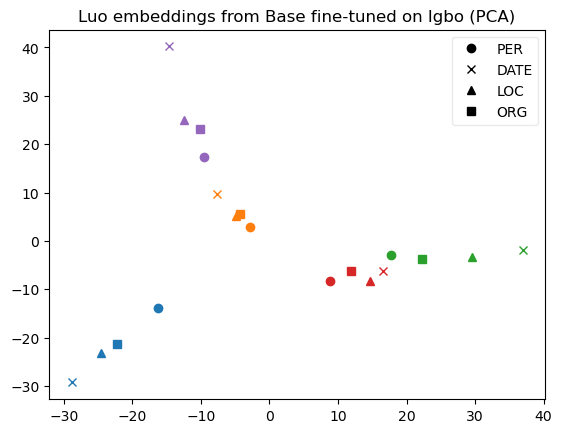 Luo embeddings from Base fine-tuned on Igbo (PCA)
PER
DATE
LOC
ORG
40
30
20
10
0
−10
−20
−30
−30 −20 −10 0 10 20 30 40